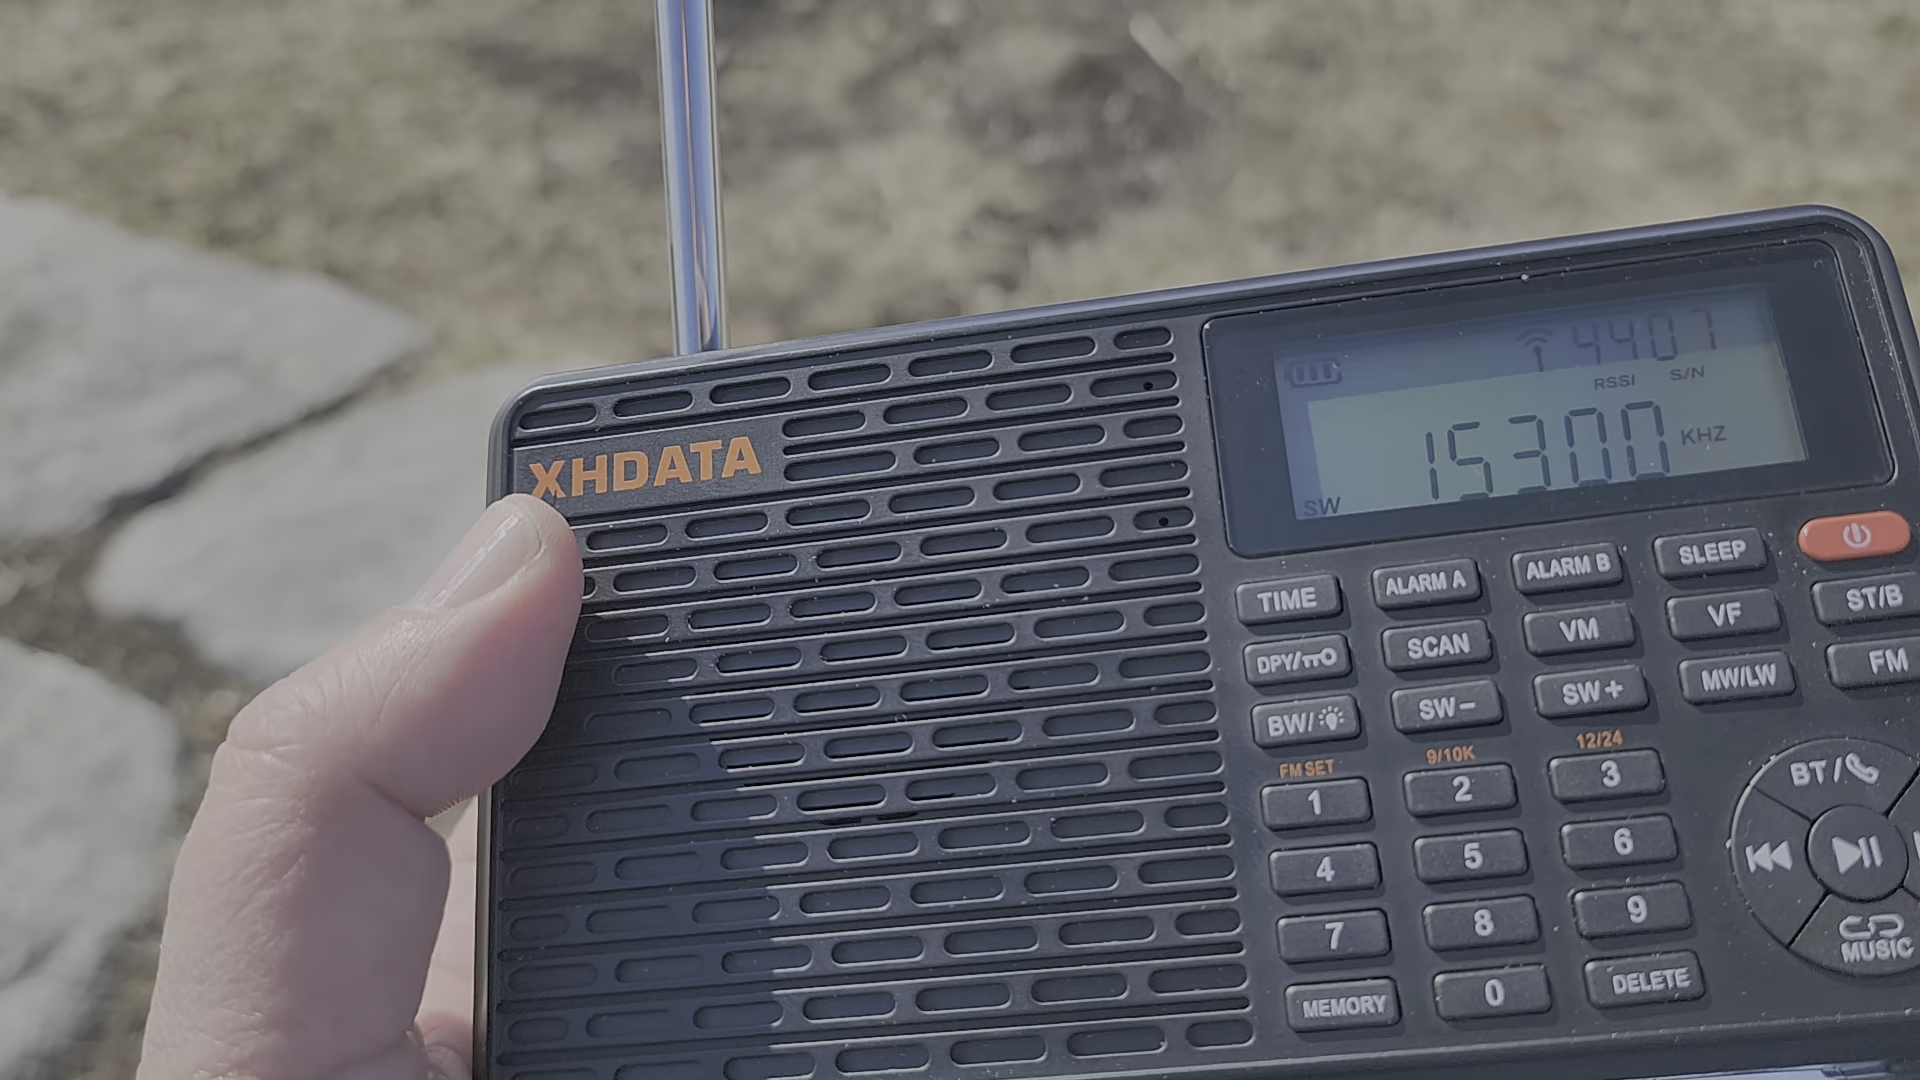 XHDATA
4407
RSSI S/N
15300 KHZ
SW
TIME ALARM A ALARM B SLEEP
DPY/ SCAN VM VF ST/B
BW/ SW- SW+ MW/LW FM
FM SET 9/10K 12/24
1 2 3
4 5 6
7 8 9
MEMORY 0 DELETE
BT/
MUSIC